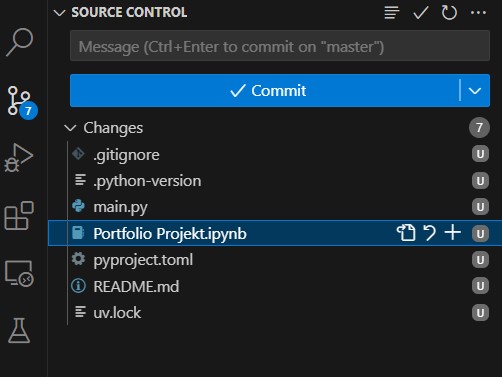 SOURCE CONTROL
7
Message (Ctrl+Enter to commit on "master")
Commit
Changes 7
.gitignore U
.python-version U
main.py U
Portfolio Projekt.ipynb U
pyproject.toml U
README.md U
uv.lock U